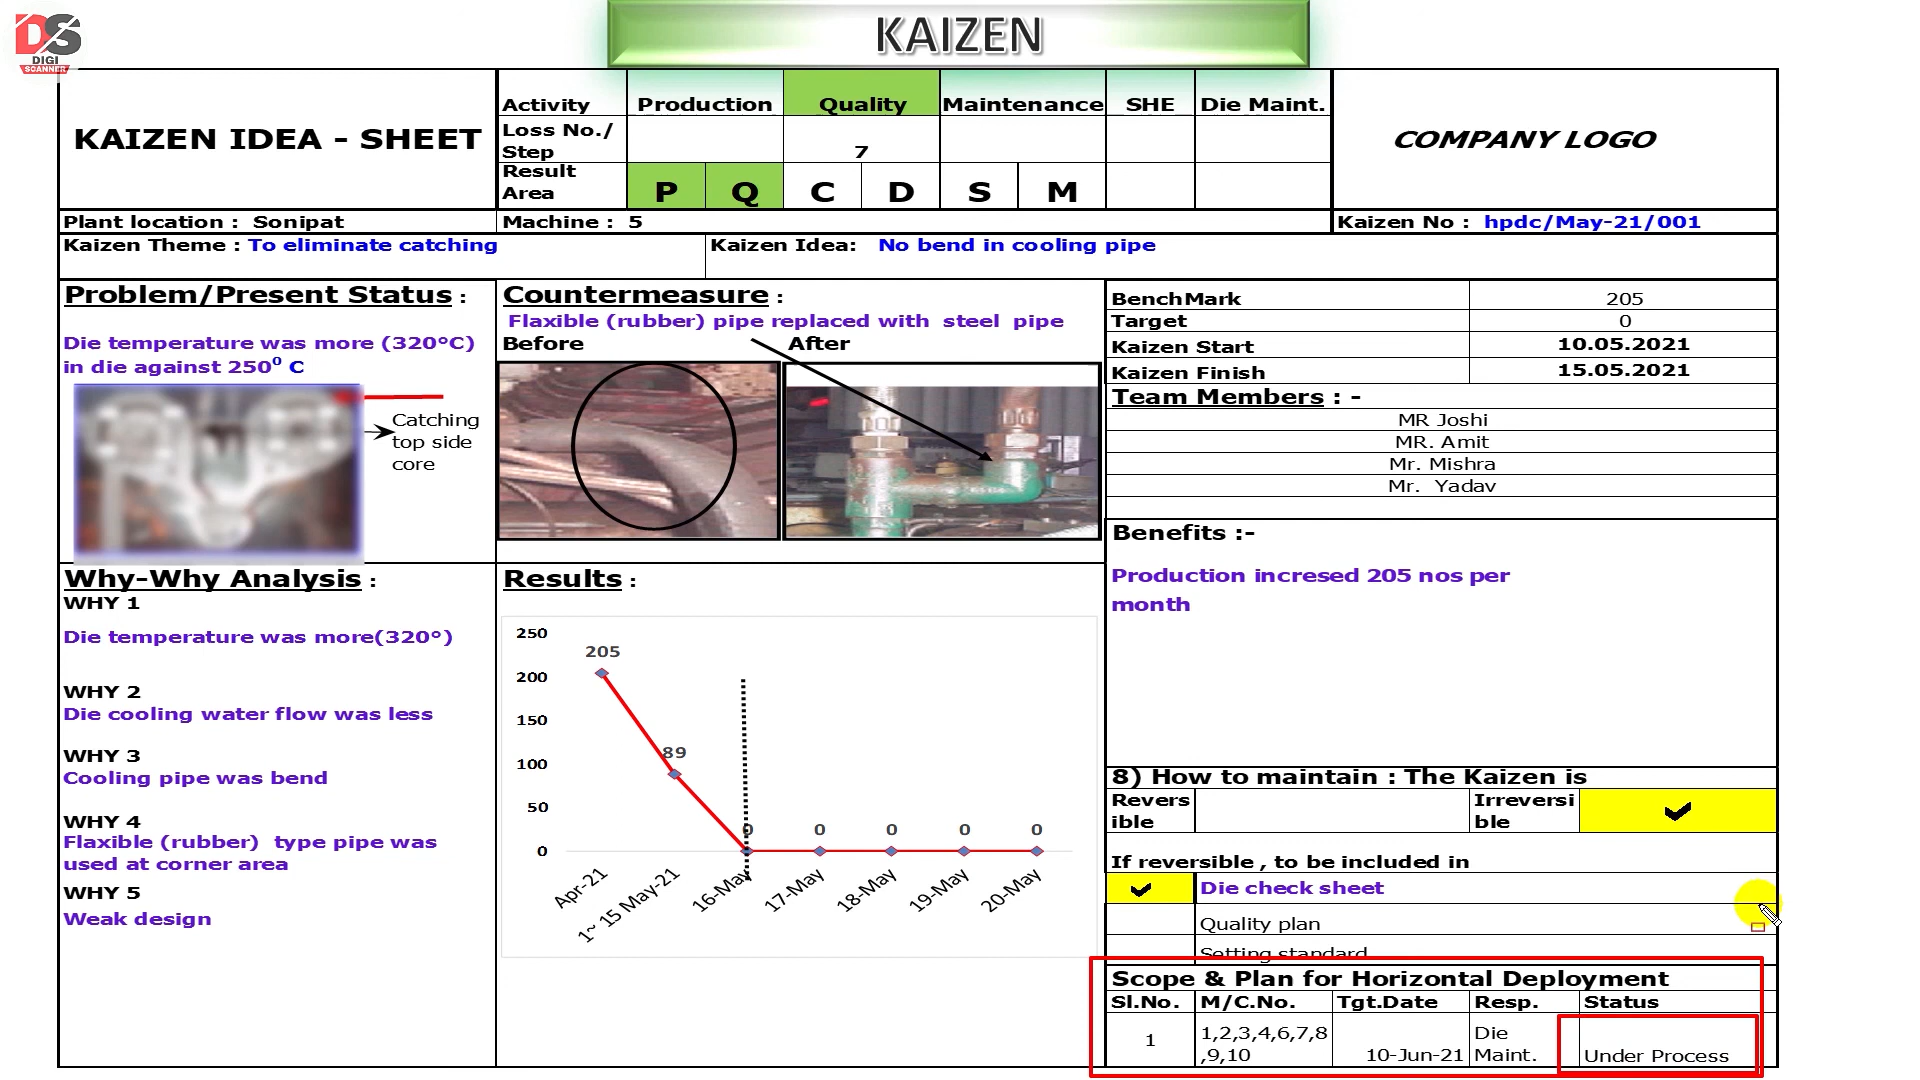 DS
DIGI
SCANNER
KAIZEN
KAIZEN IDEA - SHEET
Activity Production Quality Maintenance SHE Die Maint.
Loss No./
Step 7
Result
Area P Q C D S M
COMPANY LOGO
Plant location : Sonipat Machine : 5 Kaizen No : hpdc/May-21/001
Kaizen Theme : To eliminate catching Kaizen Idea: No bend in cooling pipe
Problem/Present Status :
Die temperature was more (320°C)
in die against 250⁰ C
Catching
top side
core
Countermeasure :
Flaxible (rubber) pipe replaced with steel pipe
Before After
BenchMark 205
Target 0
Kaizen Start 10.05.2021
Kaizen Finish 15.05.2021
Team Members : -
MR Joshi
MR. Amit
Mr. Mishra
Mr. Yadav
Benefits :-
Production incresed 205 nos per
month
Why-Why Analysis :
WHY 1
Die temperature was more(320°)
WHY 2
Die cooling water flow was less
WHY 3
Cooling pipe was bend
WHY 4
Flaxible (rubber) type pipe was
used at corner area
WHY 5
Weak design
Results :
250
200
150
100
50
0
205
89
0
0
0
0
0
Apr-21
1~ 15 May-21
16-May
17-May
18-May
19-May
20-May
8) How to maintain : The Kaizen is
Revers
ible
Irreversi
ble
If reversible , to be included in
Die check sheet
Quality plan
Setting standard
Scope & Plan for Horizontal Deployment
Sl.No. M/C.No. Tgt.Date Resp. Status
1 1,2,3,4,6,7,8
,9,10 10-Jun-21 Die
Maint. Under Process